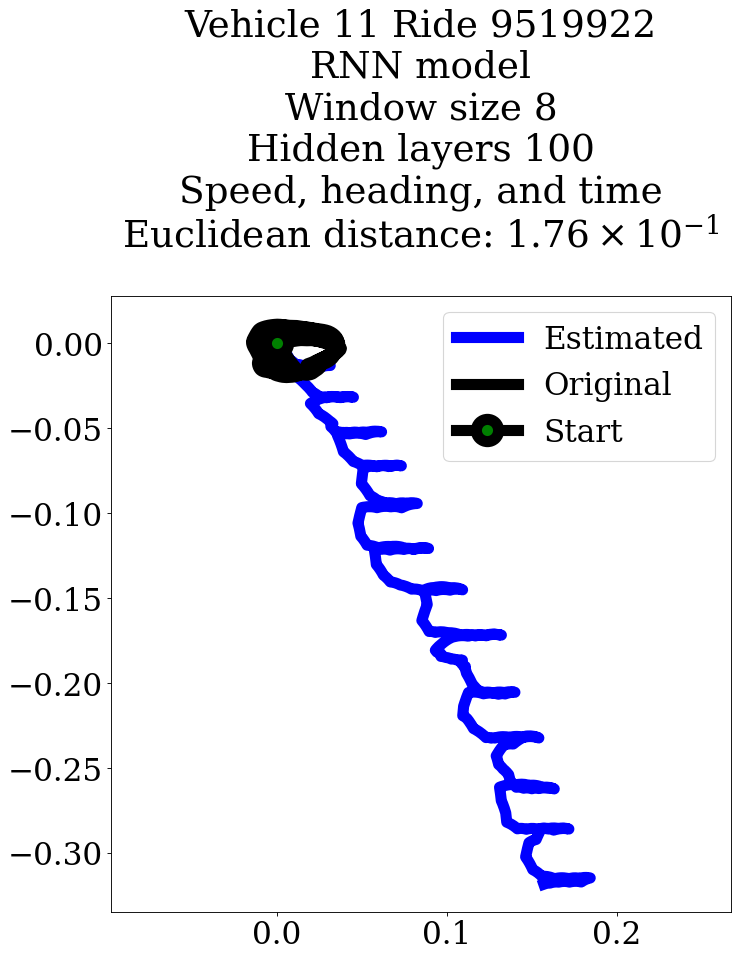 Vehicle 11 Ride 9519922
RNN model
Window size 8
Hidden layers 100
Speed, heading, and time
Euclidean distance: 1.76 × 10⁻¹
Estimated
Original
Start
0.00
−0.05
−0.10
−0.15
−0.20
−0.25
−0.30
0.0 0.1 0.2